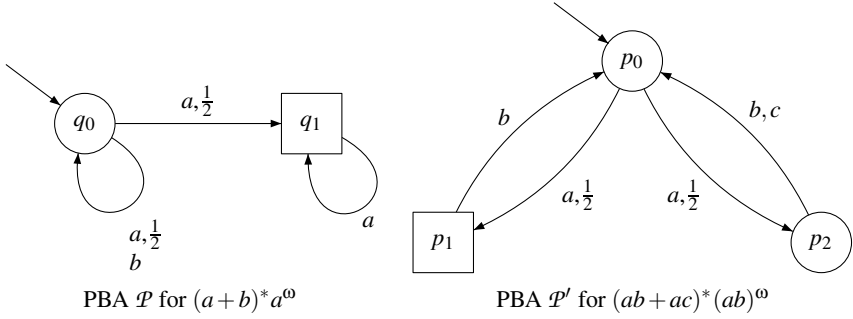 p₀
a,½
q₀
q₁
b
b,c
a,½
a,½
a
a,½
b
p₁
p₂
PBA 𝒫 for (a+b)*aω
PBA 𝒫′ for (ab+ac)*(ab)ω